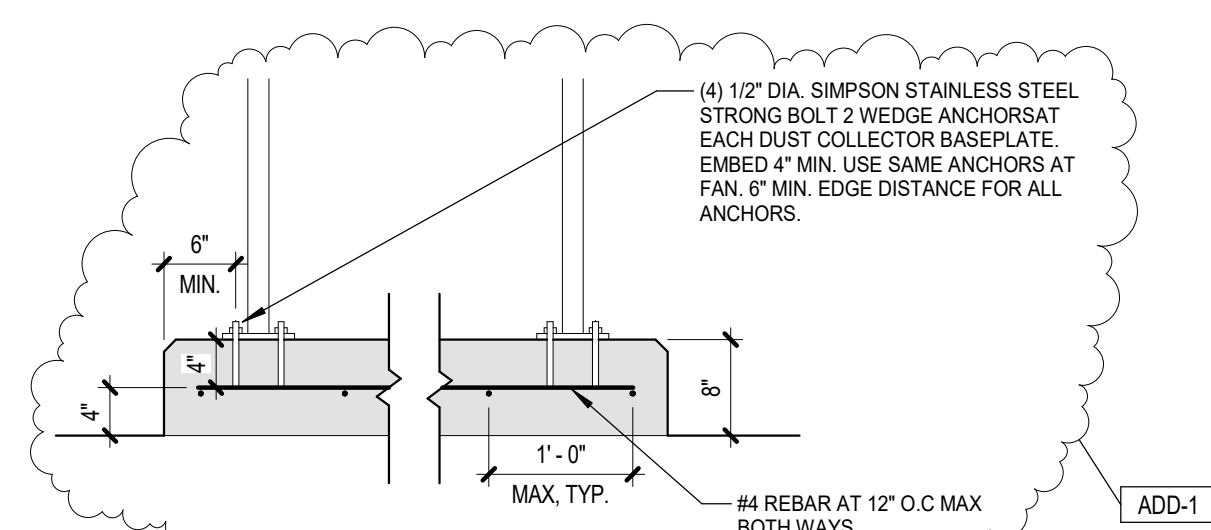 (4) 1/2" DIA. SIMPSON STAINLESS STEEL
STRONG BOLT 2 WEDGE ANCHORSAT
EACH DUST COLLECTOR BASEPLATE.
EMBED 4" MIN. USE SAME ANCHORS AT
FAN. 6" MIN. EDGE DISTANCE FOR ALL
ANCHORS.
6"
MIN.
4"
4"
8"
1' - 0"
MAX, TYP.
#4 REBAR AT 12" O.C MAX
BOTH WAYS
ADD-1